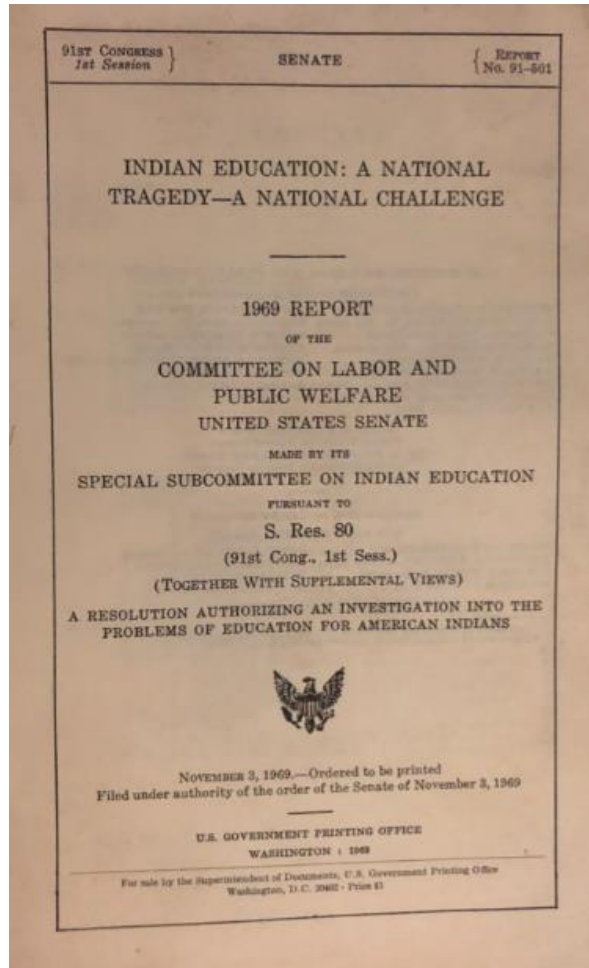 91ST CONGRESS
1st Session
SENATE
REPORT
No. 91-501
INDIAN EDUCATION: A NATIONAL
TRAGEDY—A NATIONAL CHALLENGE
1969 REPORT
OF THE
COMMITTEE ON LABOR AND
PUBLIC WELFARE
UNITED STATES SENATE
MADE BY ITS
SPECIAL SUBCOMMITTEE ON INDIAN EDUCATION
PURSUANT TO
S. Res. 80
(91st Cong., 1st Sess.)
(TOGETHER WITH SUPPLEMENTAL VIEWS)
A RESOLUTION AUTHORIZING AN INVESTIGATION INTO THE
PROBLEMS OF EDUCATION FOR AMERICAN INDIANS
NOVEMBER 3, 1969.—Ordered to be printed
Filed under authority of the order of the Senate of November 3, 1969
U.S. GOVERNMENT PRINTING OFFICE
WASHINGTON : 1969
For sale by the Superintendent of Documents, U.S. Government Printing Office
Washington, D.C. 20402 - Price $1